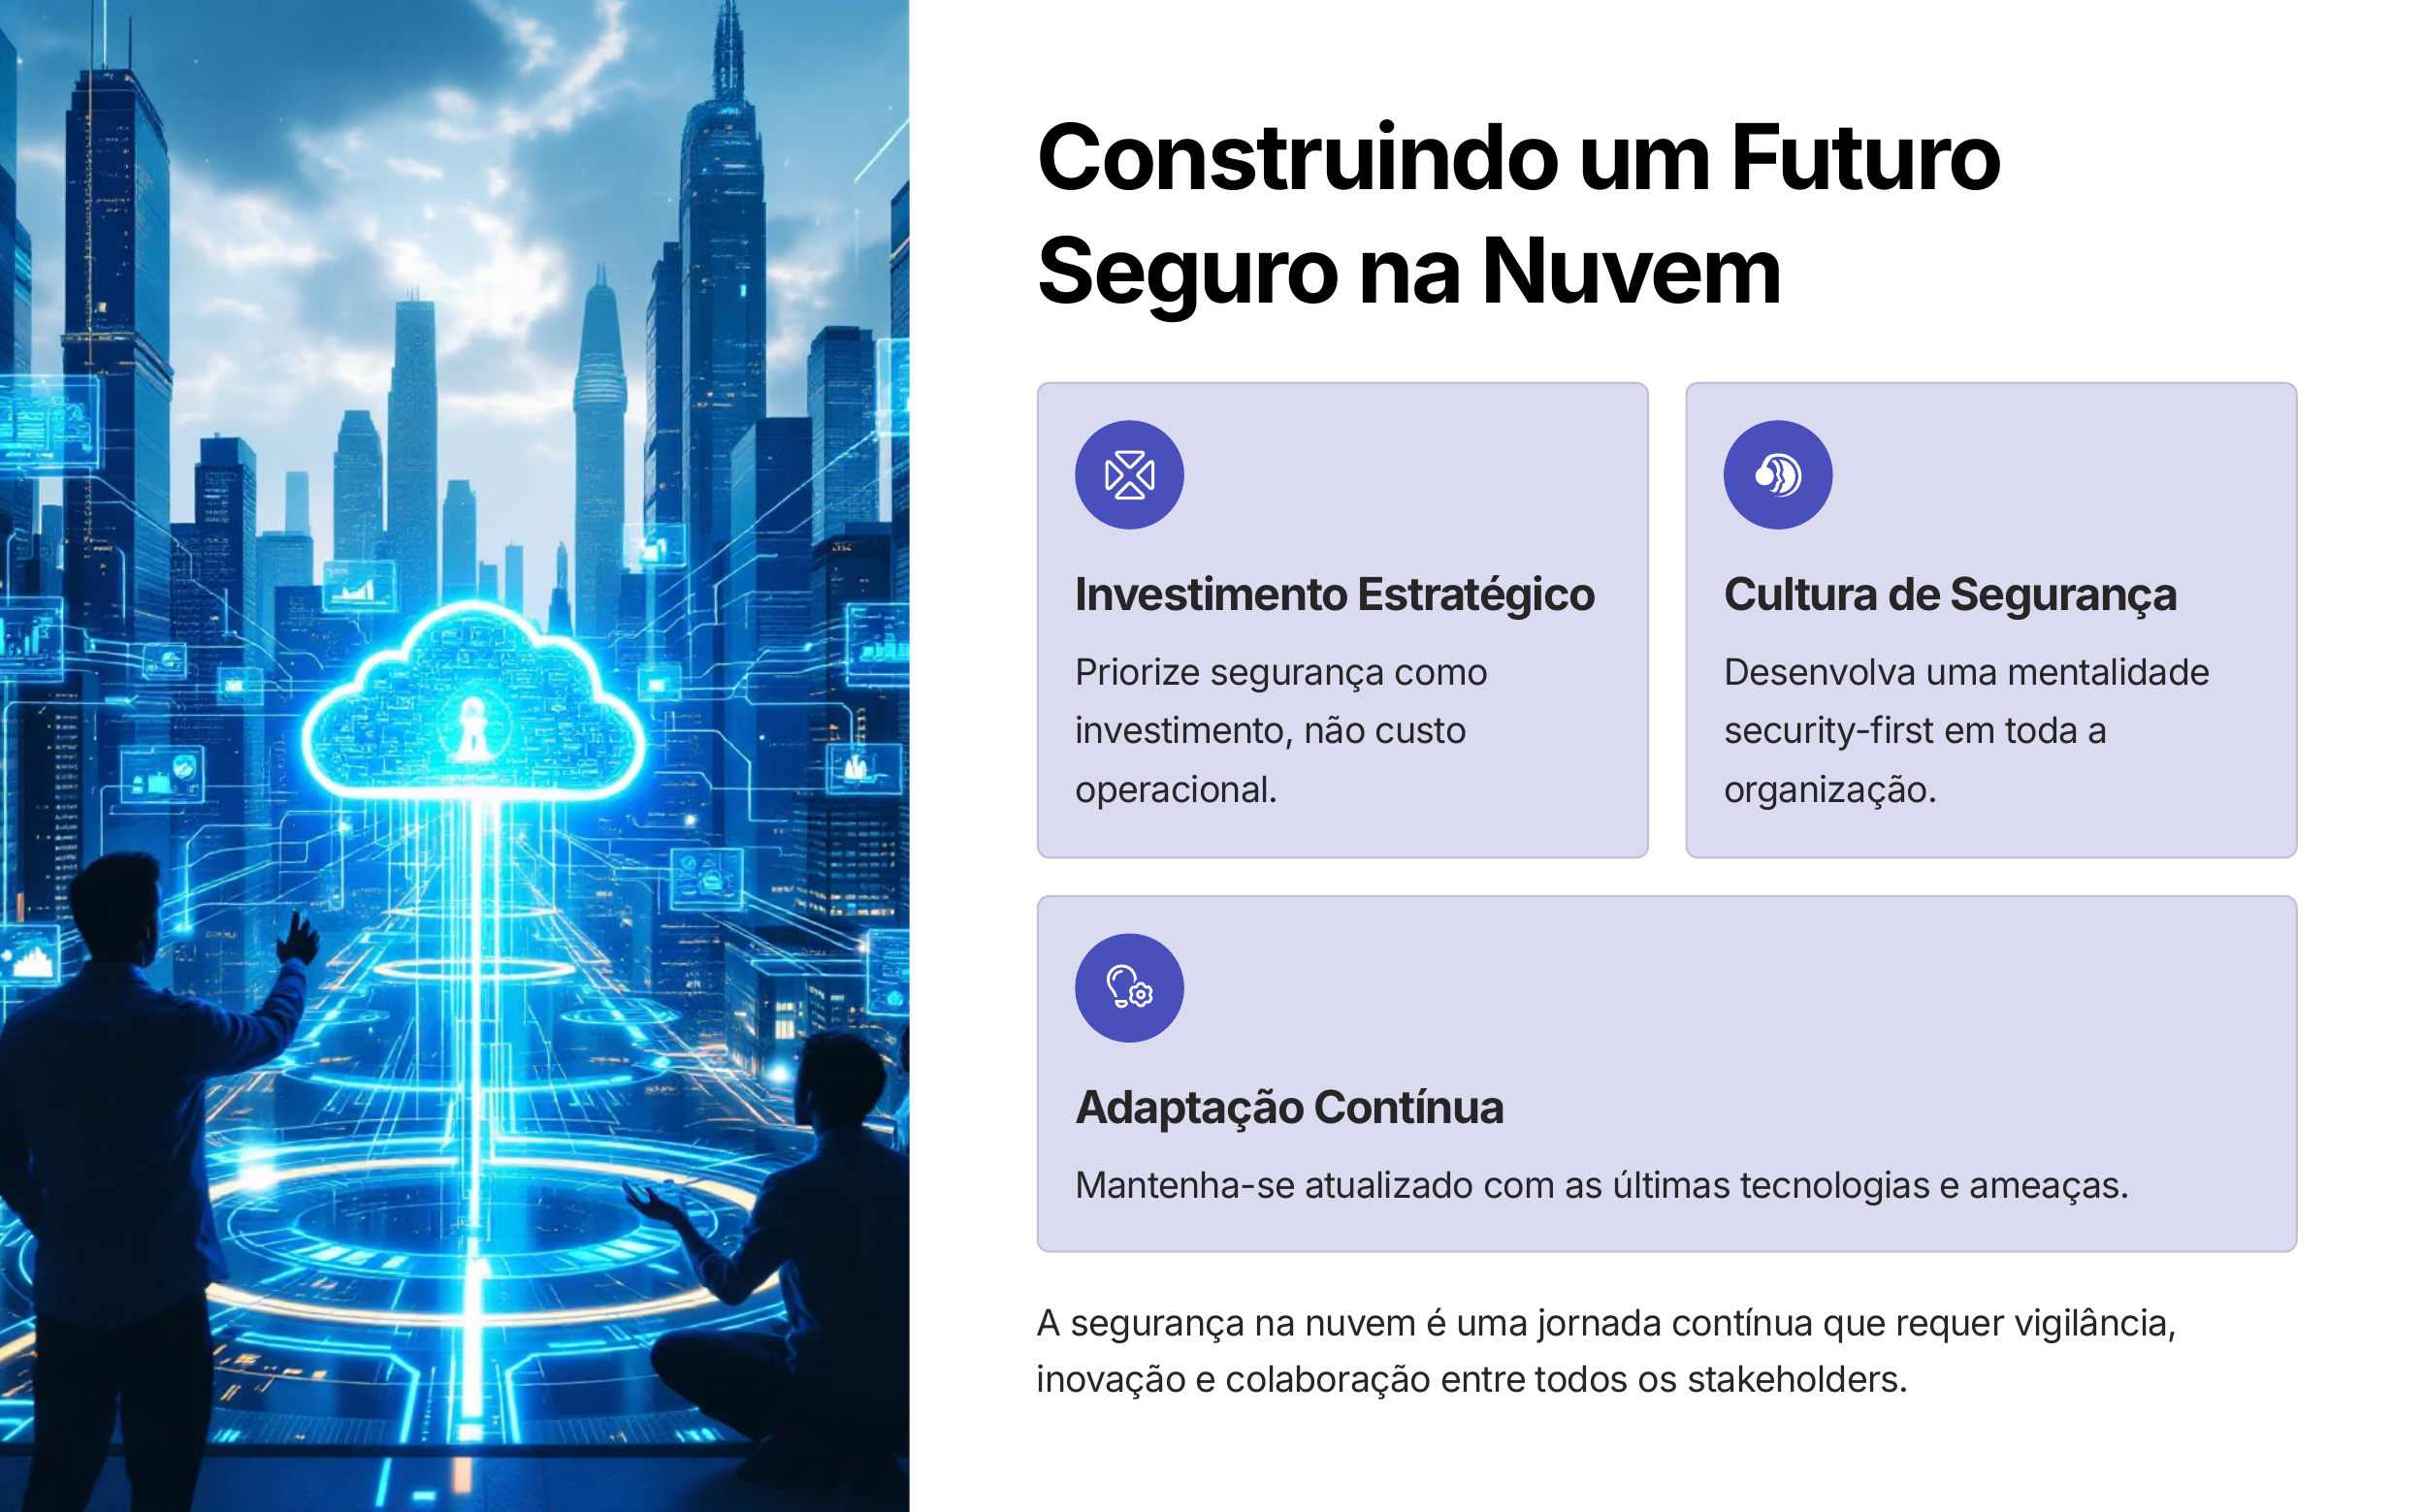 Construindo um Futuro
Seguro na Nuvem
Investimento Estratégico
Priorize segurança como
investimento, não custo
operacional.
Cultura de Segurança
Desenvolva uma mentalidade
security-first em toda a
organização.
Adaptação Contínua
Mantenha-se atualizado com as últimas tecnologias e ameaças.
A segurança na nuvem é uma jornada contínua que requer vigilância,
inovação e colaboração entre todos os stakeholders.